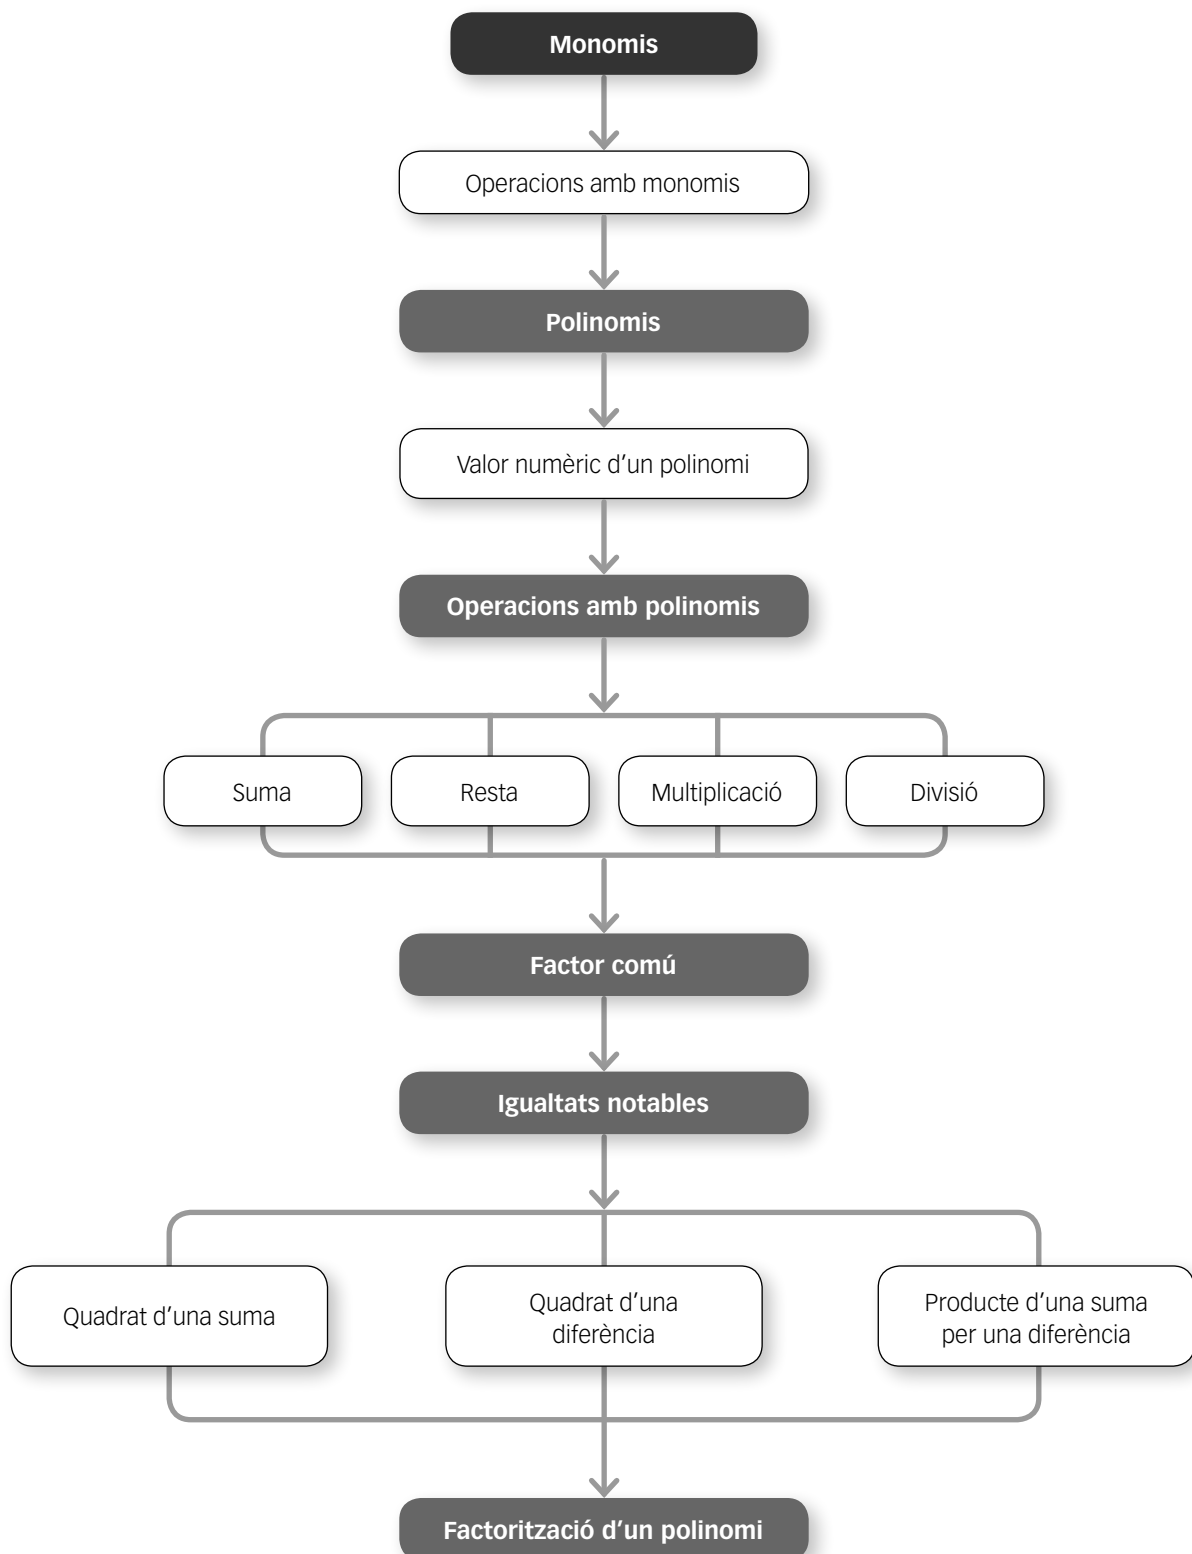 Monomis
Operacions amb monomis
Polinomis
Valor numèric d’un polinomi
Operacions amb polinomis
Suma
Resta
Multiplicació
Divisió
Factor comú
Igualtats notables
Quadrat d’una suma
Quadrat d’una
diferència
Producte d’una suma
per una diferència
Factorització d’un polinomi